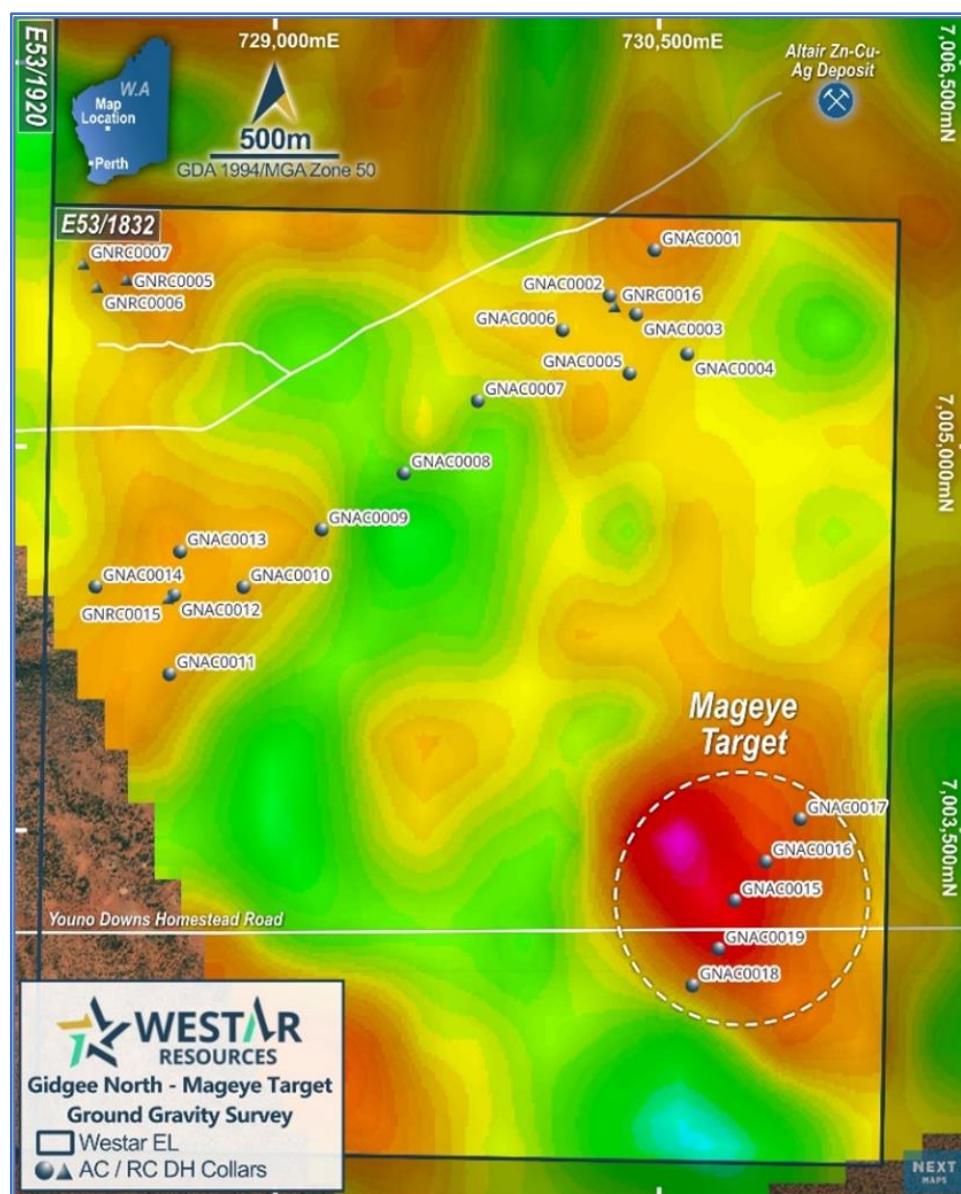 729,000mE
730,500mE
Altair Zn-Cu-
Ag Deposit
7,006,500mN
E53/1920
W.A
Map
Location
Perth
500m
GDA 1994/MGA Zone 50
E53/1832
GNRC0007
GNRC0005
GNRC0006
GNAC0001
GNAC0002
GNRC0016
GNAC0003
GNAC0006
GNAC0005
GNAC0004
GNAC0007
7,005,000mN
GNAC0008
GNAC0009
GNAC0013
GNAC0014
GNAC0010
GNRC0015
GNAC0012
GNAC0011
Mageye
Target
GNAC0017
7,003,500mN
GNAC0016
GNAC0015
Youno Downs Homestead Road
GNAC0019
GNAC0018
WESTAR
RESOURCES
Gidgee North - Mageye Target
Ground Gravity Survey
Westar EL
AC / RC DH Collars
NEXT
MAPS